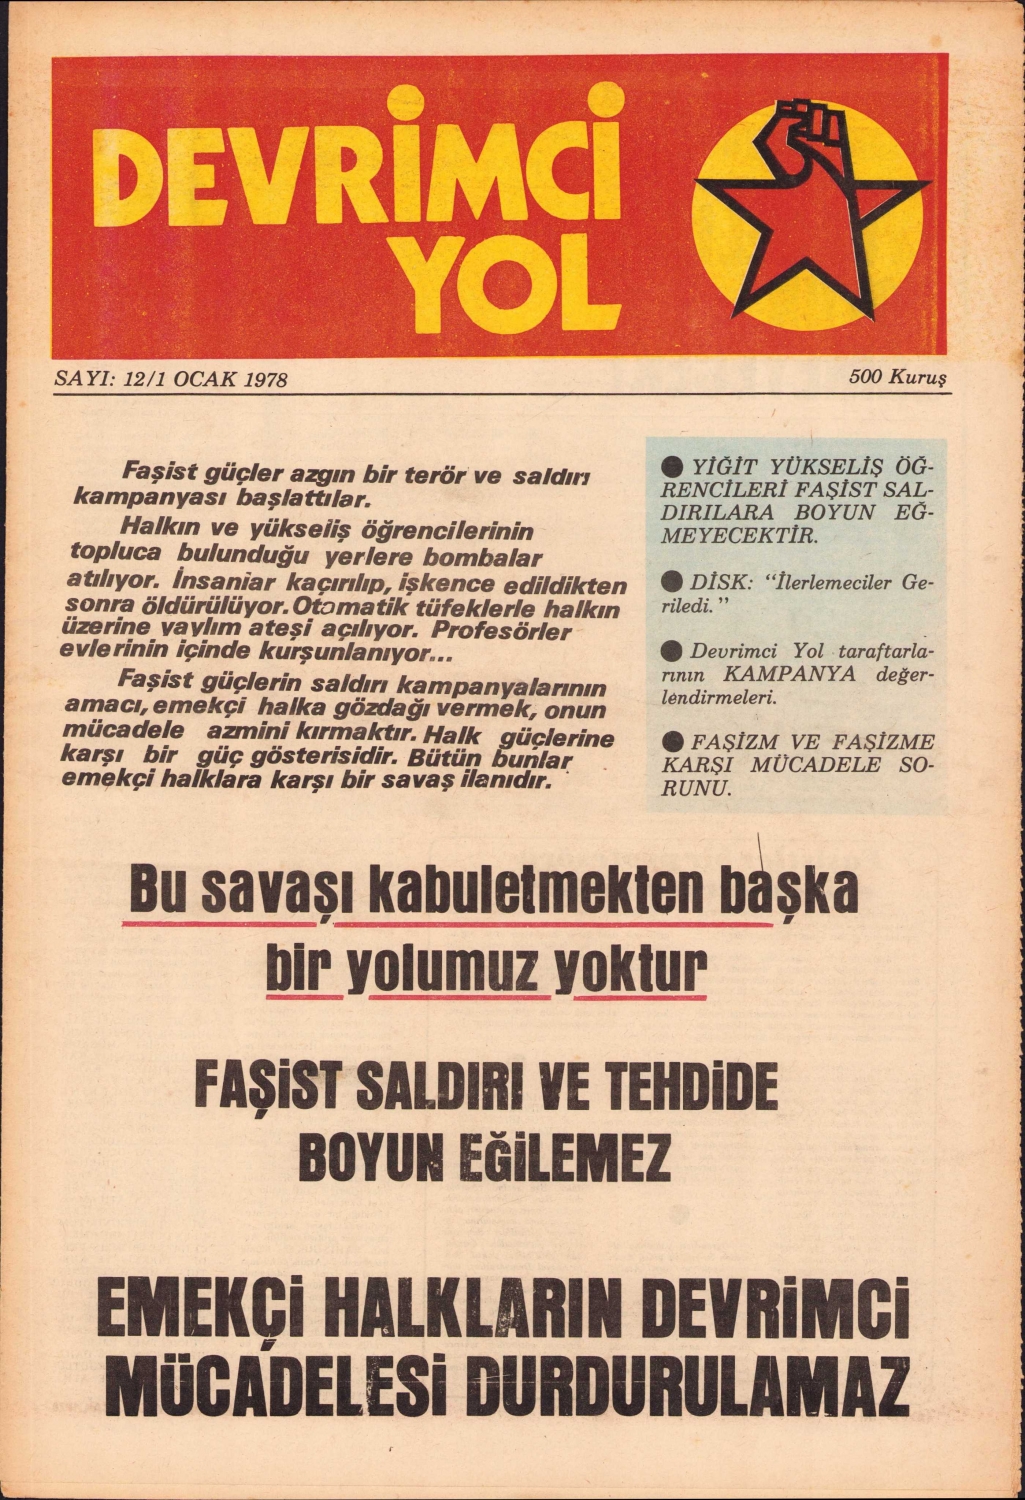 DEVRİMCİ
YOL
SAYI: 12/1 OCAK 1978
500 Kuruş
Faşist güçler azgın bir terör ve saldırı
kampanyası başlattılar.
Halkın ve yükseliş öğrencilerinin
topluca bulunduğu yerlere bombalar
atılıyor. İnsanlar kaçırılıp, işkence edildikten
sonra öldürülüyor. Otomatik tüfeklerle halkın
üzerine yaylım ateşi açılıyor. Profesörler
evlerinin içinde kurşunlanıyor...
Faşist güçlerin saldırı kampanyalarının
amacı, emekçi halka gözdağı vermek, onun
mücadele azmini kırmaktır. Halk güçlerine
karşı bir güç gösterisidir. Bütün bunlar
emekçi halklara karşı bir savaş ilanıdır.
● YİĞİT YÜKSELİŞ ÖĞ-
RENCİLERİ FAŞİST SAL-
DIRILARA BOYUN EĞ-
MEYECEKTİR.
● DİSK: “İlerlemeciler Ge-
riledi.”
● Devrimci Yol taraftarla-
rının KAMPANYA değer-
lendirmeleri.
● FAŞİZM VE FAŞİZME
KARŞI MÜCADELE SO-
RUNU.
Bu savaşı kabuletmekten başka
bir yolumuz yoktur
FAŞİST SALDIRI VE TEHDİDE
BOYUN EĞİLEMEZ
EMEKÇİ HALKLARIN DEVRİMCİ
MÜCADELESİ DURDURULAMAZ